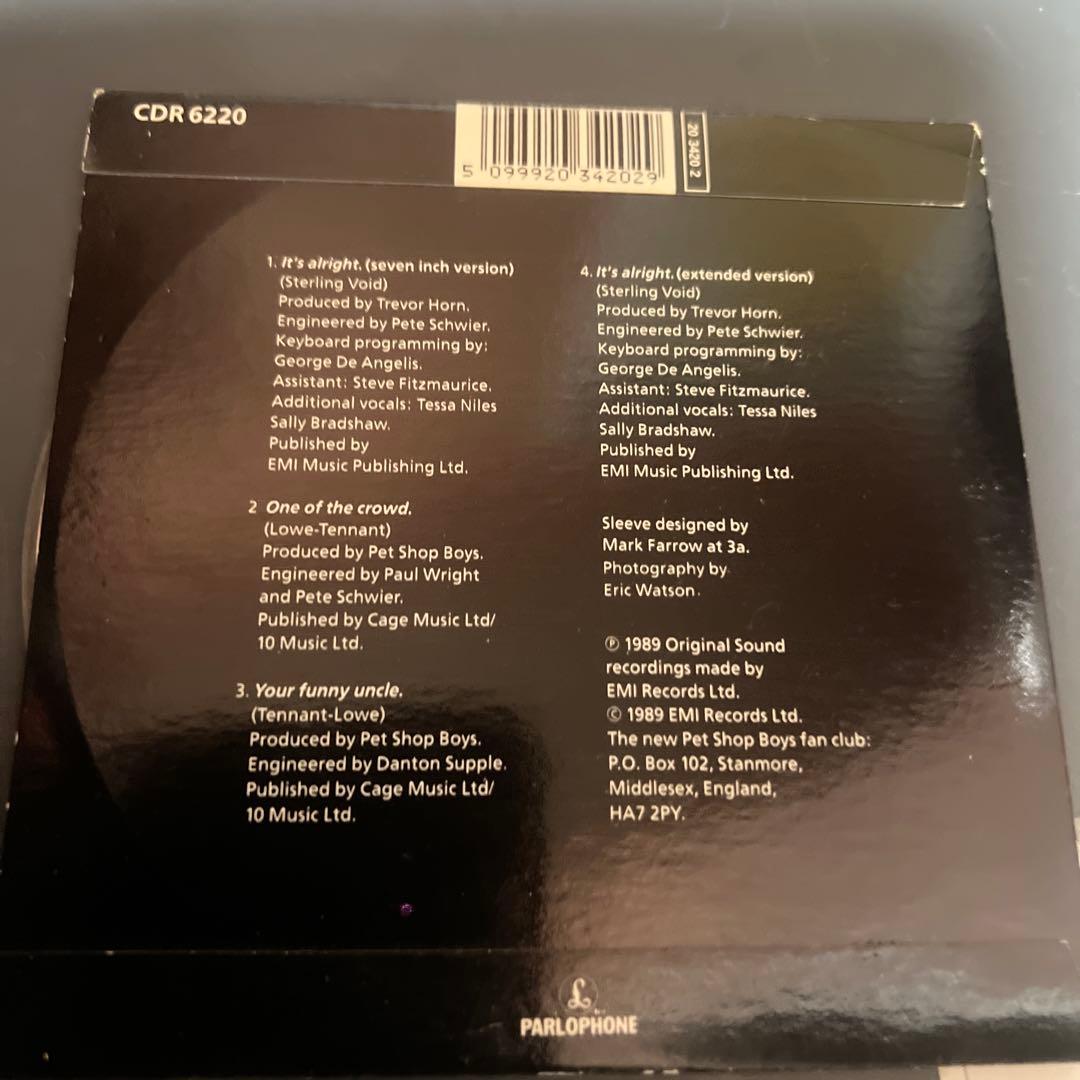 CDR 6220
5 099920 342029
20 3420 2
1. It's alright. (seven inch version)
(Sterling Void)
Produced by Trevor Horn.
Engineered by Pete Schwier.
Keyboard programming by:
George De Angelis.
Assistant: Steve Fitzmaurice.
Additional vocals: Tessa Niles
Sally Bradshaw.
Published by
EMI Music Publishing Ltd.
2 One of the crowd.
(Lowe-Tennant)
Produced by Pet Shop Boys.
Engineered by Paul Wright
and Pete Schwier.
Published by Cage Music Ltd/
10 Music Ltd.
3. Your funny uncle.
(Tennant-Lowe)
Produced by Pet Shop Boys.
Engineered by Danton Supple.
Published by Cage Music Ltd/
10 Music Ltd.
4. It's alright. (extended version)
(Sterling Void)
Produced by Trevor Horn.
Engineered by Pete Schwier.
Keyboard programming by:
George De Angelis.
Assistant: Steve Fitzmaurice.
Additional vocals: Tessa Niles
Sally Bradshaw.
Published by
EMI Music Publishing Ltd.
Sleeve designed by
Mark Farrow at 3a.
Photography by
Eric Watson.
℗ 1989 Original Sound
recordings made by
EMI Records Ltd.
© 1989 EMI Records Ltd.
The new Pet Shop Boys fan club:
P.O. Box 102, Stanmore,
Middlesex, England,
HA7 2PY.
£
PARLOPHONE